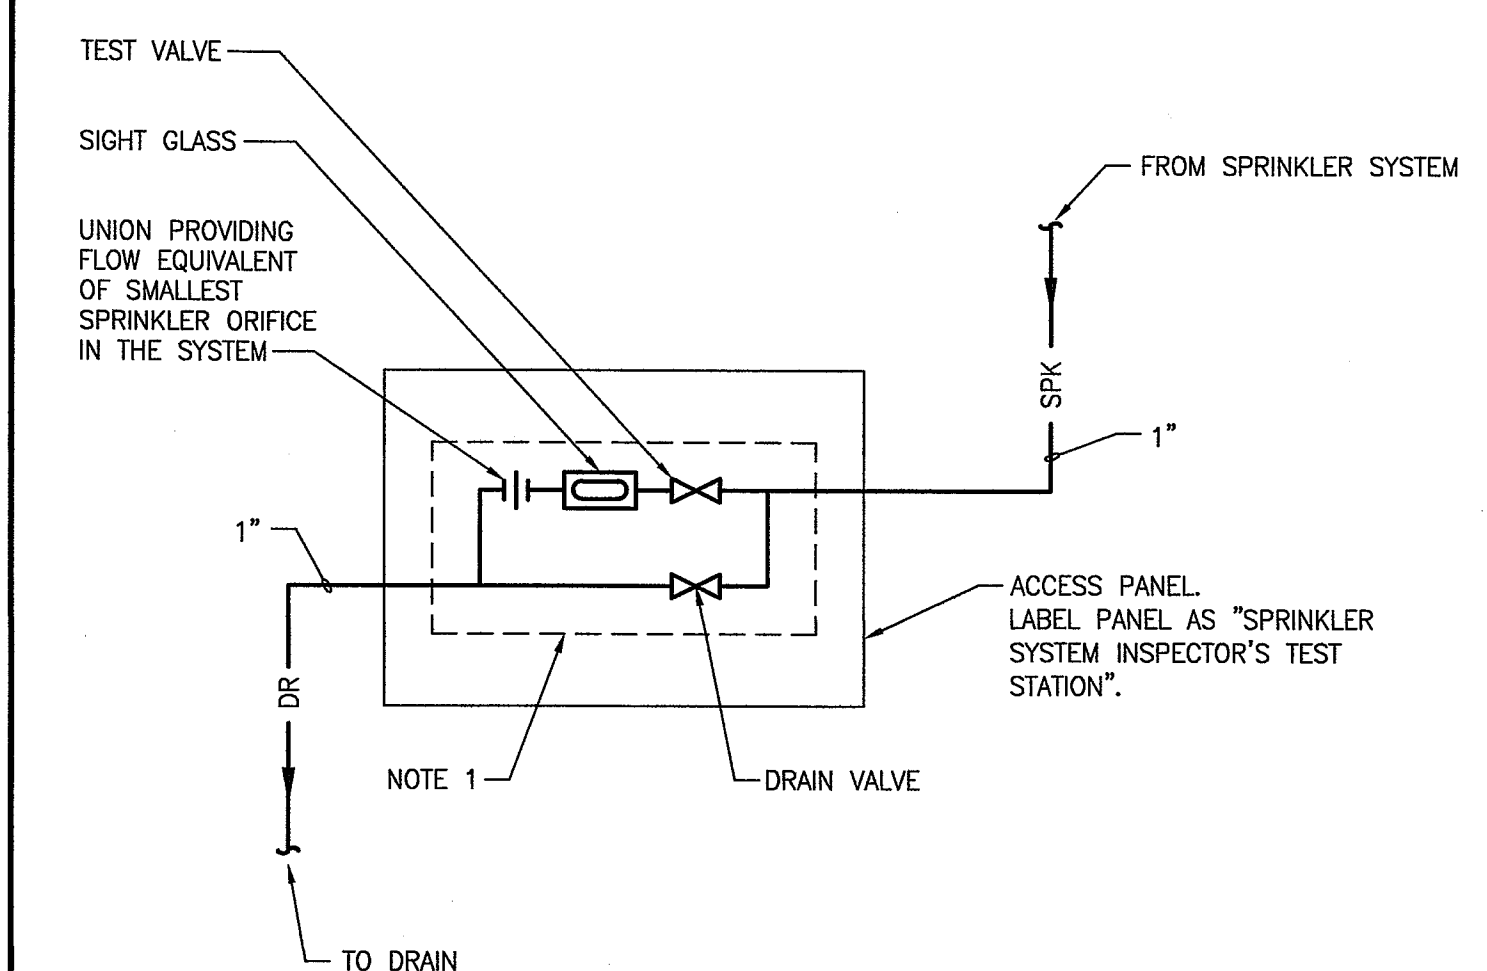 TEST VALVE
SIGHT GLASS
UNION PROVIDING
FLOW EQUIVALENT
OF SMALLEST
SPRINKLER ORIFICE
IN THE SYSTEM
FROM SPRINKLER SYSTEM
SPK
1”
1”
ACCESS PANEL.
LABEL PANEL AS ”SPRINKLER
SYSTEM INSPECTOR'S TEST
STATION”.
DR
NOTE 1
DRAIN VALVE
TO DRAIN